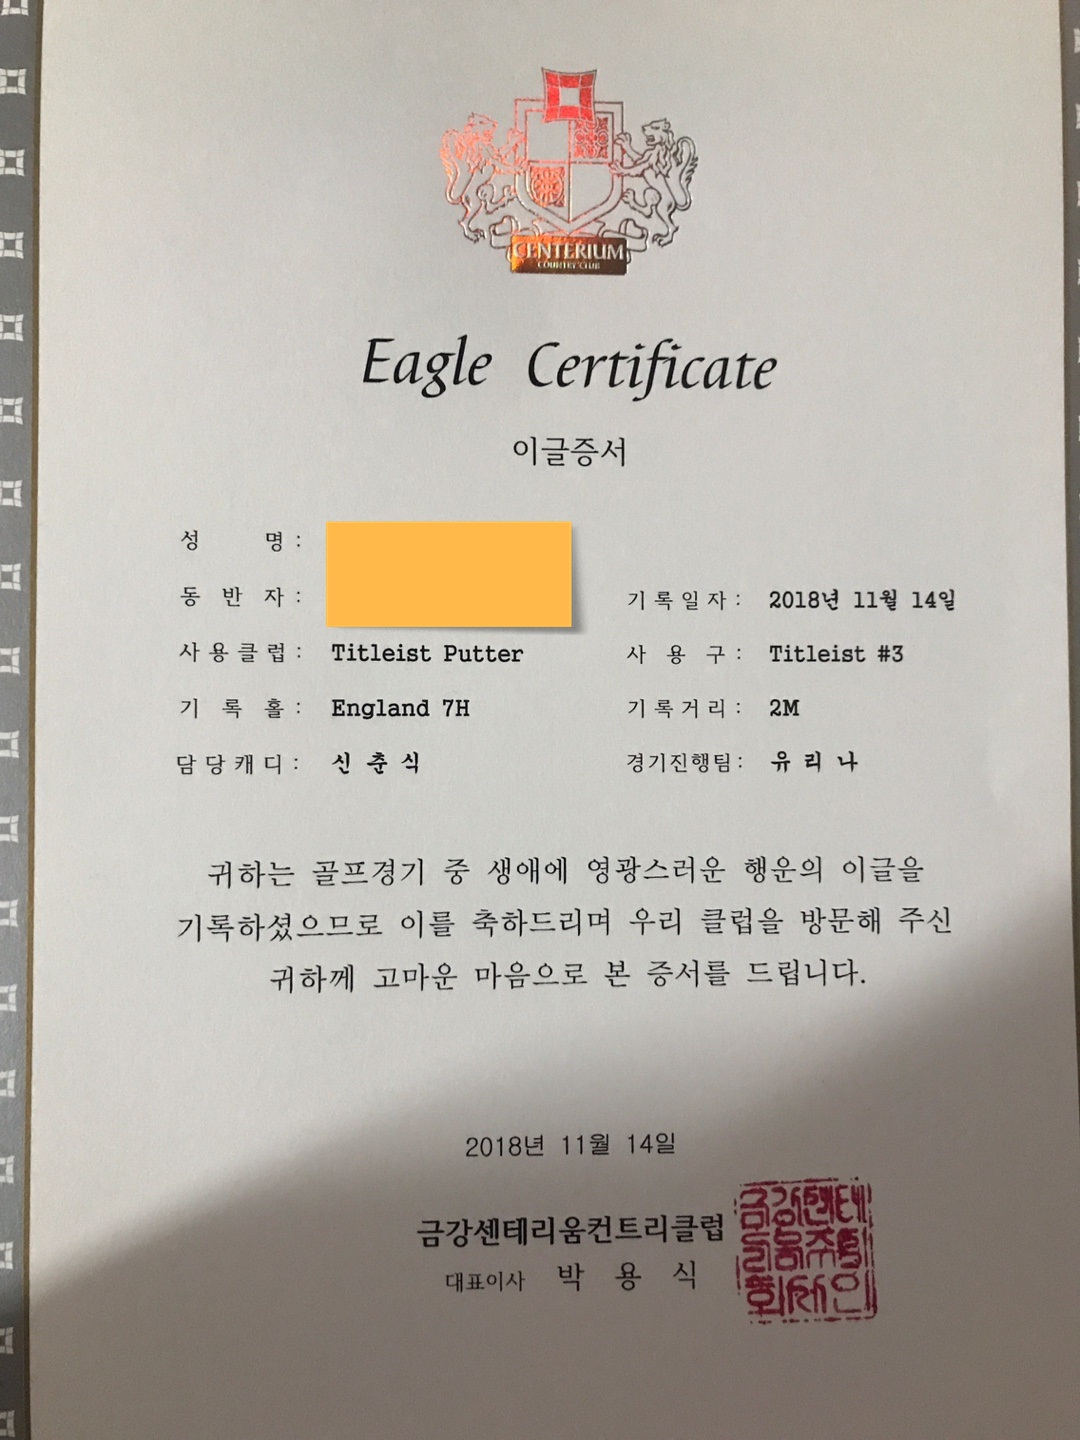 CENTERIUM
COUNTRY CLUB
Eagle Certificate
이글증서
성 명 :
동 반 자 :
기록일자 : 2018년 11월 14일
사용클럽 : Titleist Putter
사 용 구 : Titleist #3
기 록 홀 : England 7H
기록거리 : 2M
담당캐디 : 신 춘 식
경기진행팀 : 유 리 나
귀하는 골프경기 중 생애에 영광스러운 행운의 이글을
기록하셨으므로 이를 축하드리며 우리 클럽을 방문해 주신
귀하께 고마운 마음으로 본 증서를 드립니다.
2018년 11월 14일
금강센테리움컨트리클럽
대표이사 박 용 식